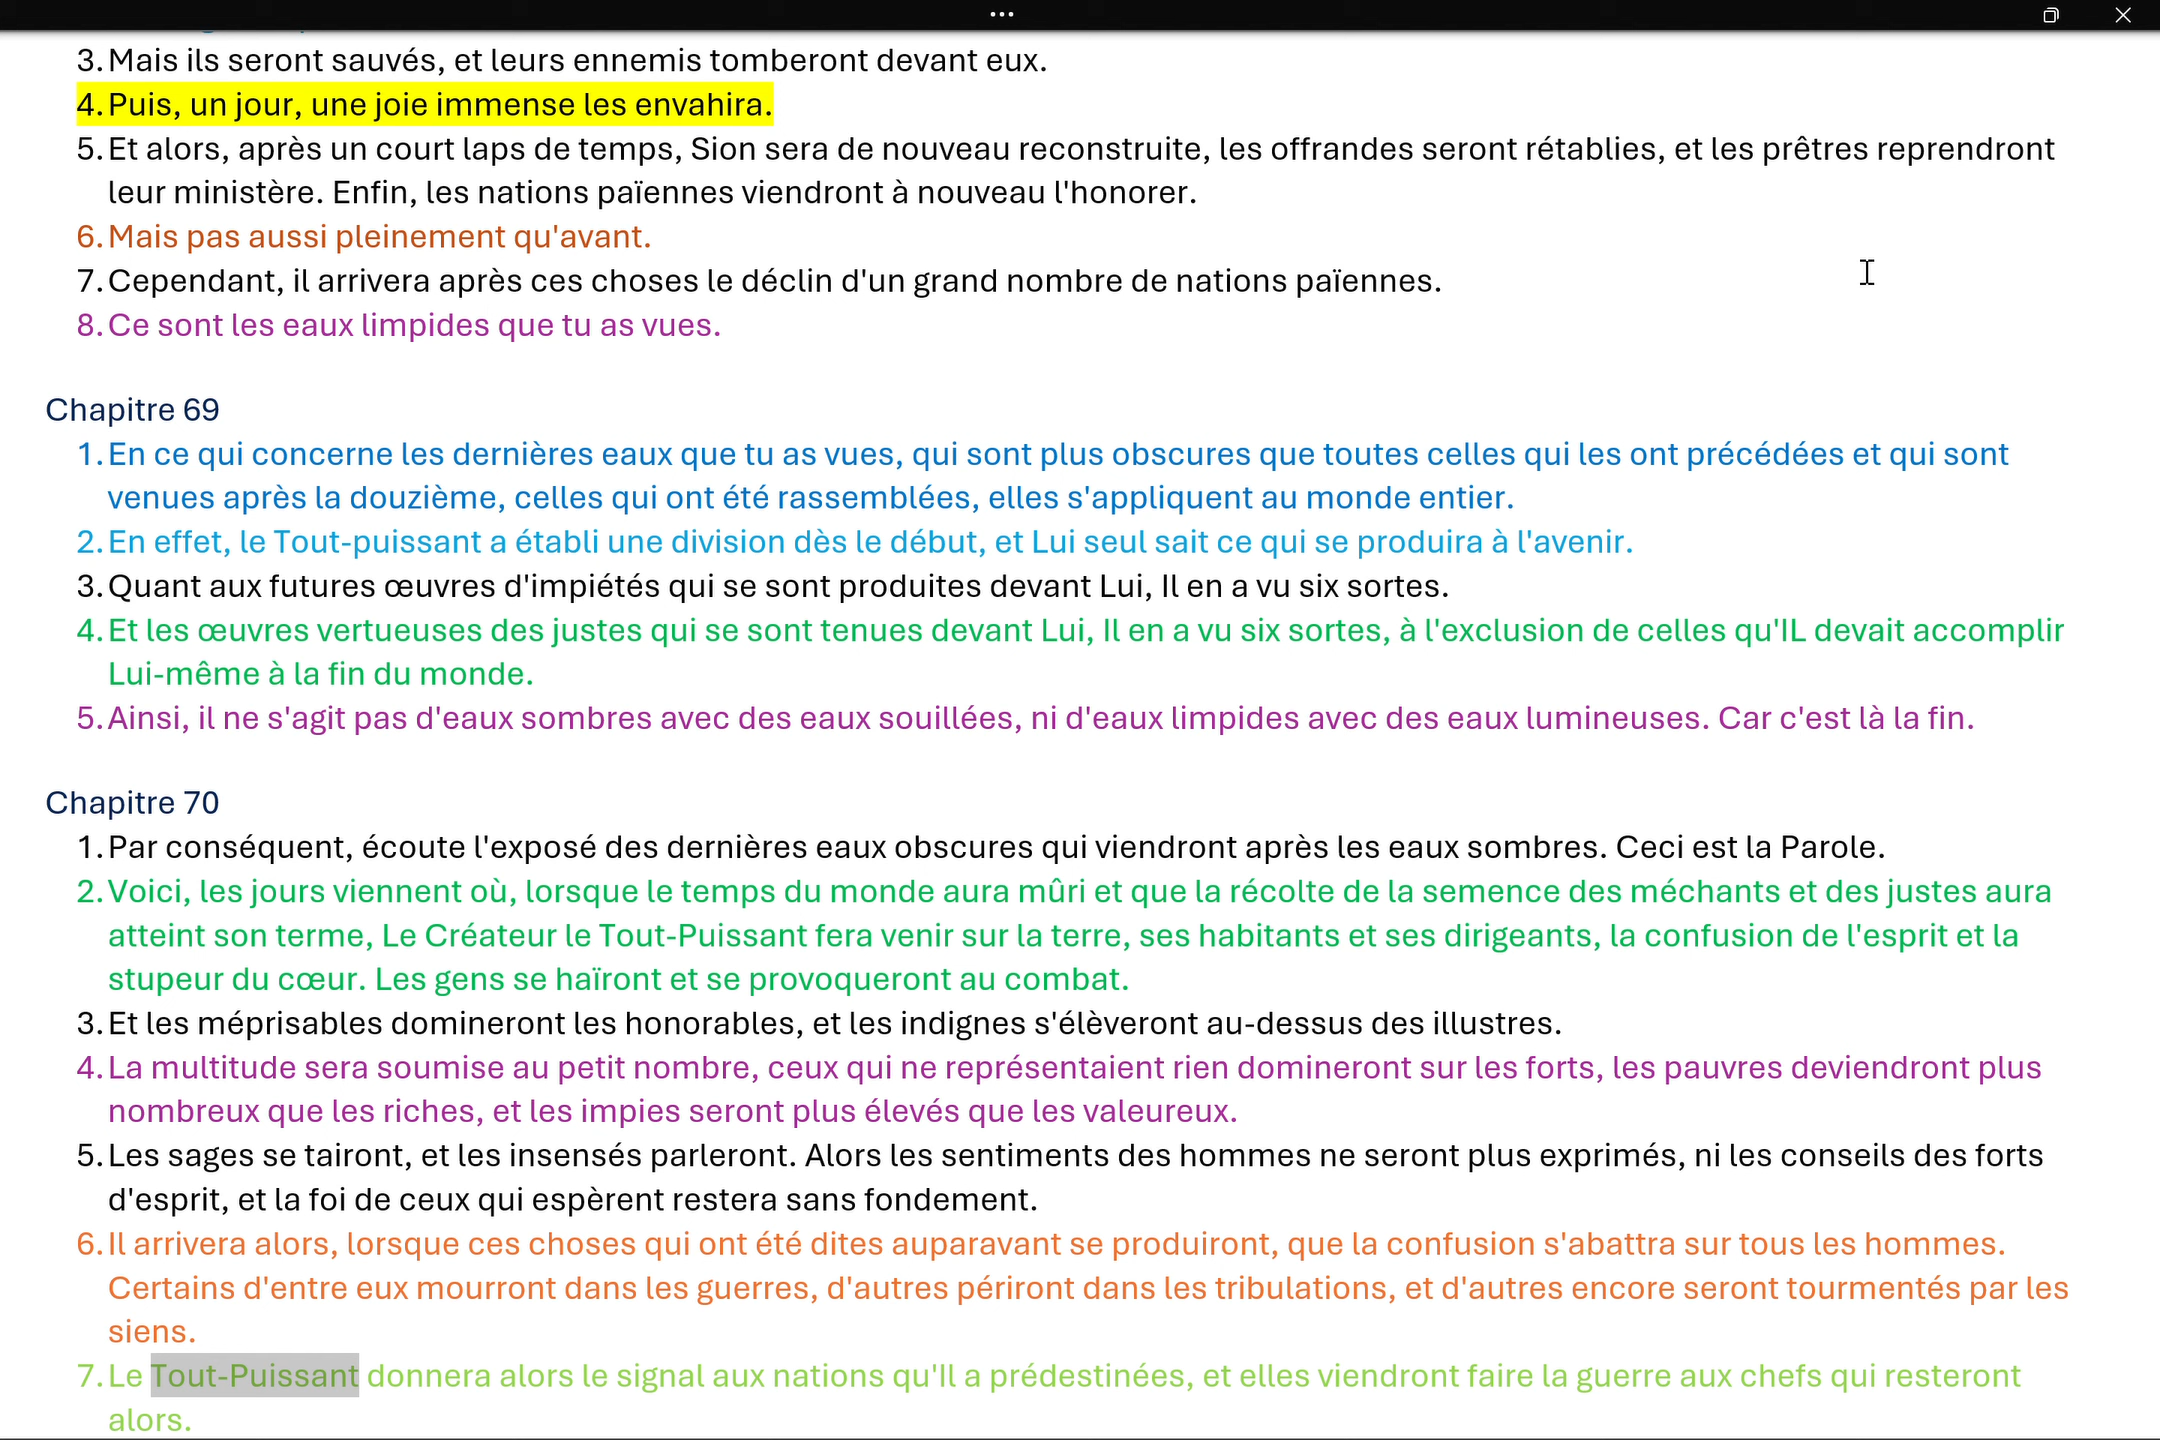 3. Mais ils seront sauvés, et leurs ennemis tomberont devant eux.
4. Puis, un jour, une joie immense les envahira.
5. Et alors, après un court laps de temps, Sion sera de nouveau reconstruite, les offrandes seront rétablies, et les prêtres reprendront
leur ministère. Enfin, les nations païennes viendront à nouveau l'honorer.
6. Mais pas aussi pleinement qu'avant.
7. Cependant, il arrivera après ces choses le déclin d'un grand nombre de nations païennes.
8. Ce sont les eaux limpides que tu as vues.
Chapitre 69
1. En ce qui concerne les dernières eaux que tu as vues, qui sont plus obscures que toutes celles qui les ont précédées et qui sont
venues après la douzième, celles qui ont été rassemblées, elles s'appliquent au monde entier.
2. En effet, le Tout-puissant a établi une division dès le début, et Lui seul sait ce qui se produira à l'avenir.
3. Quant aux futures œuvres d'impiétés qui se sont produites devant Lui, Il en a vu six sortes.
4. Et les œuvres vertueuses des justes qui se sont tenues devant Lui, Il en a vu six sortes, à l'exclusion de celles qu'IL devait accomplir
Lui-même à la fin du monde.
5. Ainsi, il ne s'agit pas d'eaux sombres avec des eaux souillées, ni d'eaux limpides avec des eaux lumineuses. Car c'est là la fin.
Chapitre 70
1. Par conséquent, écoute l'exposé des dernières eaux obscures qui viendront après les eaux sombres. Ceci est la Parole.
2. Voici, les jours viennent où, lorsque le temps du monde aura mûri et que la récolte de la semence des méchants et des justes aura
atteint son terme, Le Créateur le Tout-Puissant fera venir sur la terre, ses habitants et ses dirigeants, la confusion de l'esprit et la
stupeur du cœur. Les gens se haïront et se provoqueront au combat.
3. Et les méprisables domineront les honorables, et les indignes s'élèveront au-dessus des illustres.
4. La multitude sera soumise au petit nombre, ceux qui ne représentaient rien domineront sur les forts, les pauvres deviendront plus
nombreux que les riches, et les impies seront plus élevés que les valeureux.
5. Les sages se tairont, et les insensés parleront. Alors les sentiments des hommes ne seront plus exprimés, ni les conseils des forts
d'esprit, et la foi de ceux qui espèrent restera sans fondement.
6. Il arrivera alors, lorsque ces choses qui ont été dites auparavant se produiront, que la confusion s'abattra sur tous les hommes.
Certains d'entre eux mourront dans les guerres, d'autres périront dans les tribulations, et d'autres encore seront tourmentés par les
siens.
7. Le Tout-Puissant donnera alors le signal aux nations qu'Il a prédestinées, et elles viendront faire la guerre aux chefs qui resteront
alors.